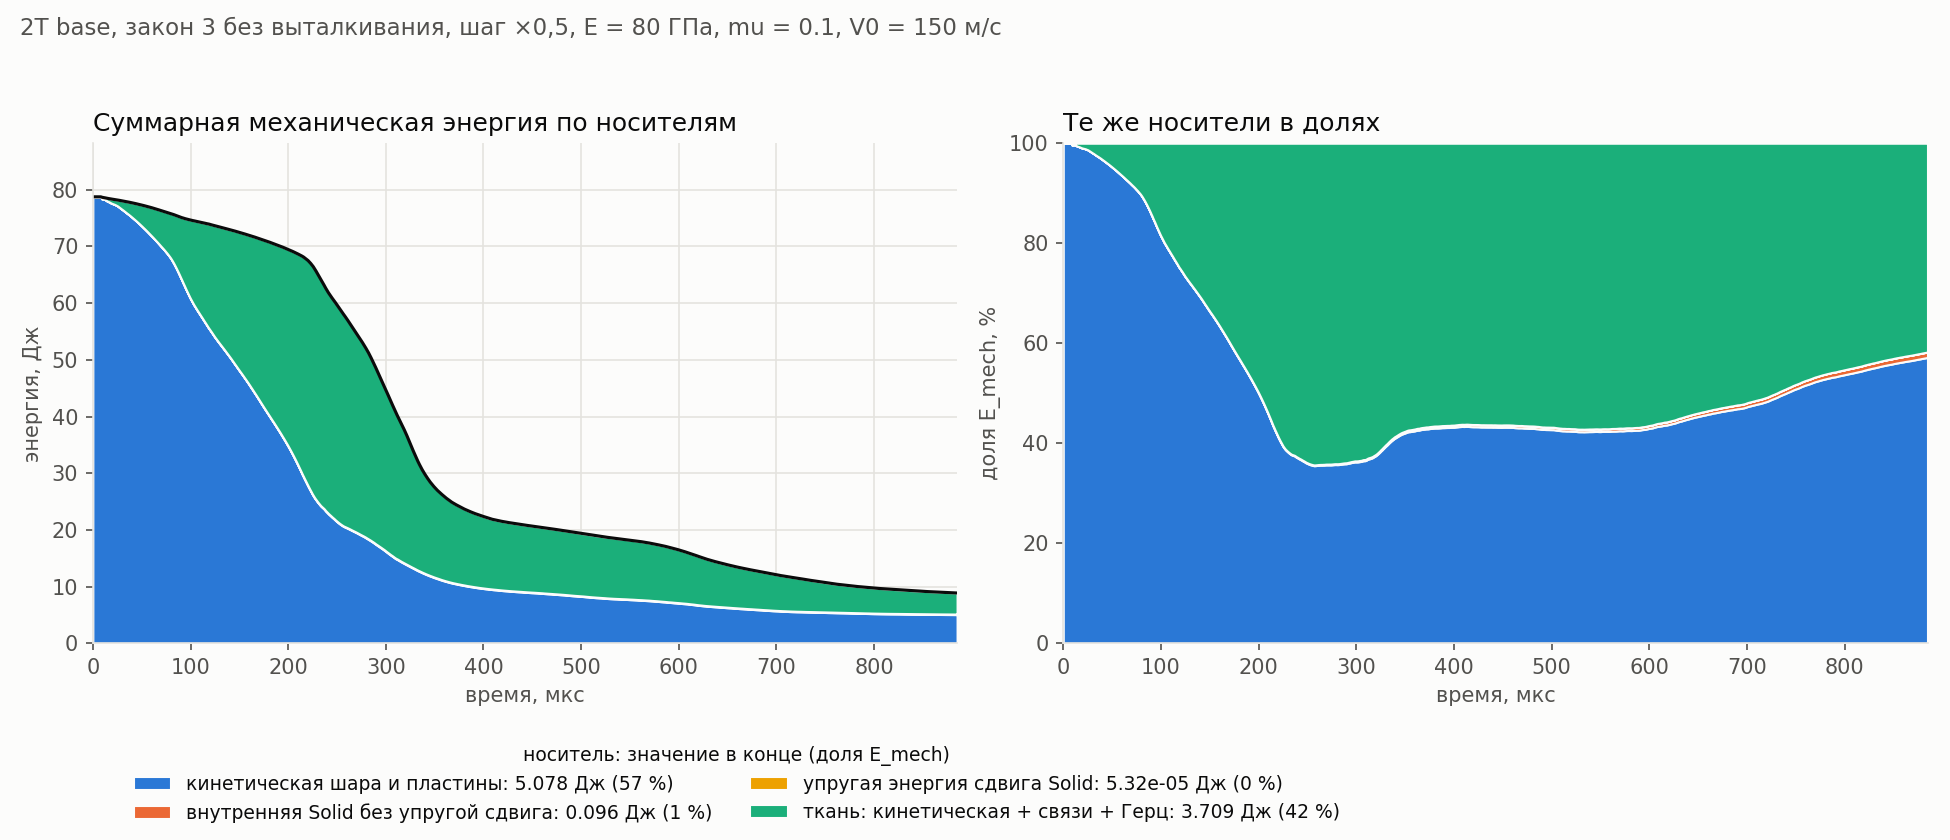 2T base, закон 3 без выталкивания, шаг ×0,5, E = 80 ГПа, mu = 0.1, V0 = 150 м/с
Суммарная механическая энергия по носителям
энергия, Дж
80
70
60
50
40
30
20
10
0
0 100 200 300 400 500 600 700 800
время, мкс
Те же носители в долях
доля E_mech, %
100
80
60
40
20
0
0 100 200 300 400 500 600 700 800
время, мкс
носитель: значение в конце (доля E_mech)
кинетическая шара и пластины: 5.078 Дж (57 %)
внутренняя Solid без упругой сдвига: 0.096 Дж (1 %)
упругая энергия сдвига Solid: 5.32e-05 Дж (0 %)
ткань: кинетическая + связи + Герц: 3.709 Дж (42 %)